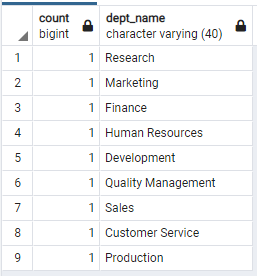 count dept_name
bigint character varying (40)
1 1 Research
2 1 Marketing
3 1 Finance
4 1 Human Resources
5 1 Development
6 1 Quality Management
7 1 Sales
8 1 Customer Service
9 1 Production